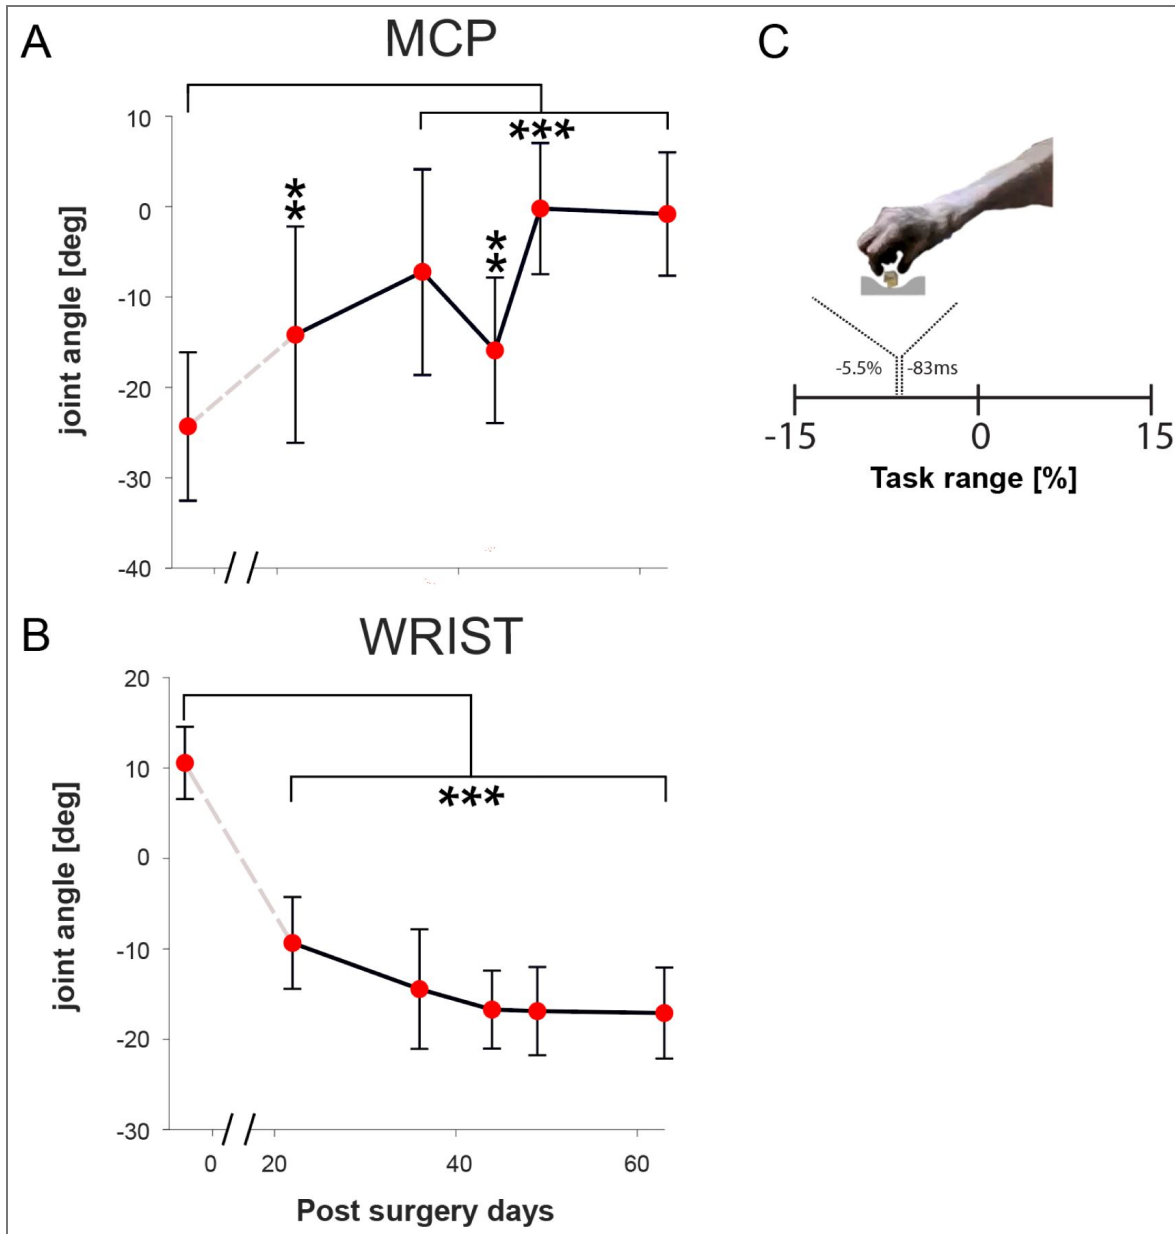 A
MCP
***
**
**
joint angle [deg]
10
0
-10
-20
-30
-40
//
B
WRIST
***
joint angle [deg]
20
10
0
-10
-20
-30
//
0 20 40 60
Post surgery days
C
-5.5% -83ms
-15 0 15
Task range [%]